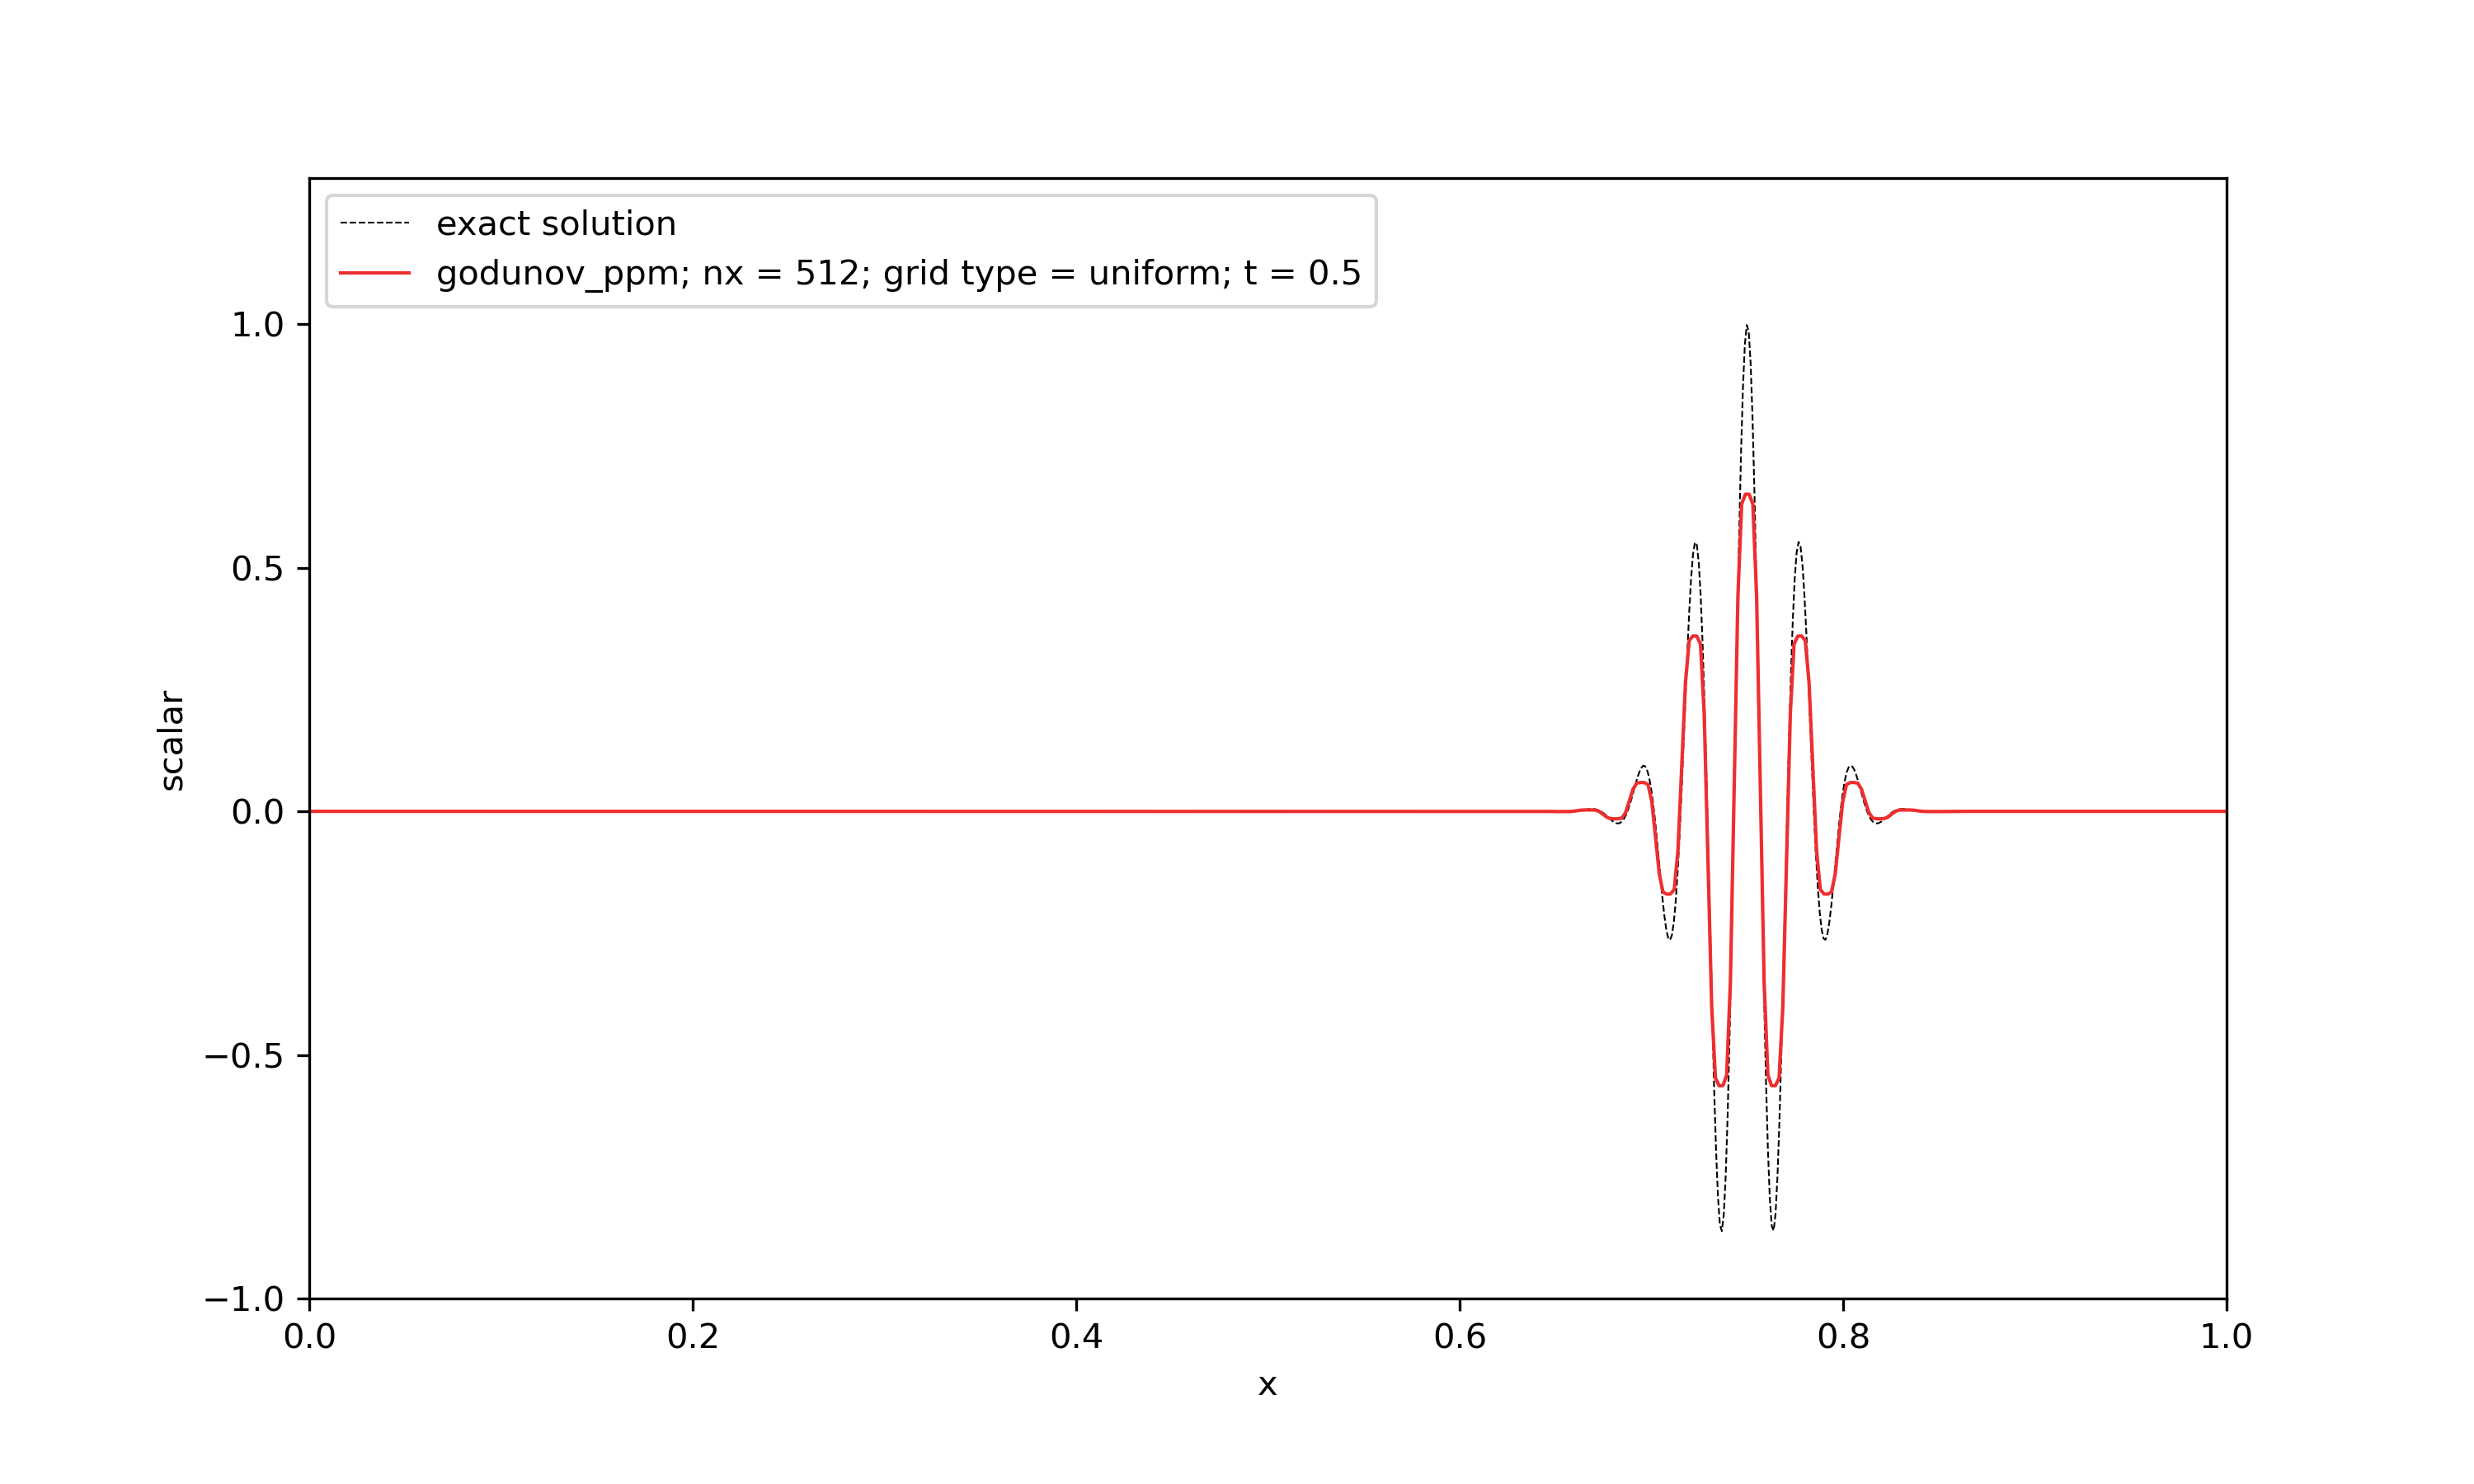 exact solution
godunov_ppm; nx = 512; grid type = uniform; t = 0.5
1.0
0.5
0.0
−0.5
−1.0
scalar
0.0 0.2 0.4 0.6 0.8 1.0
x